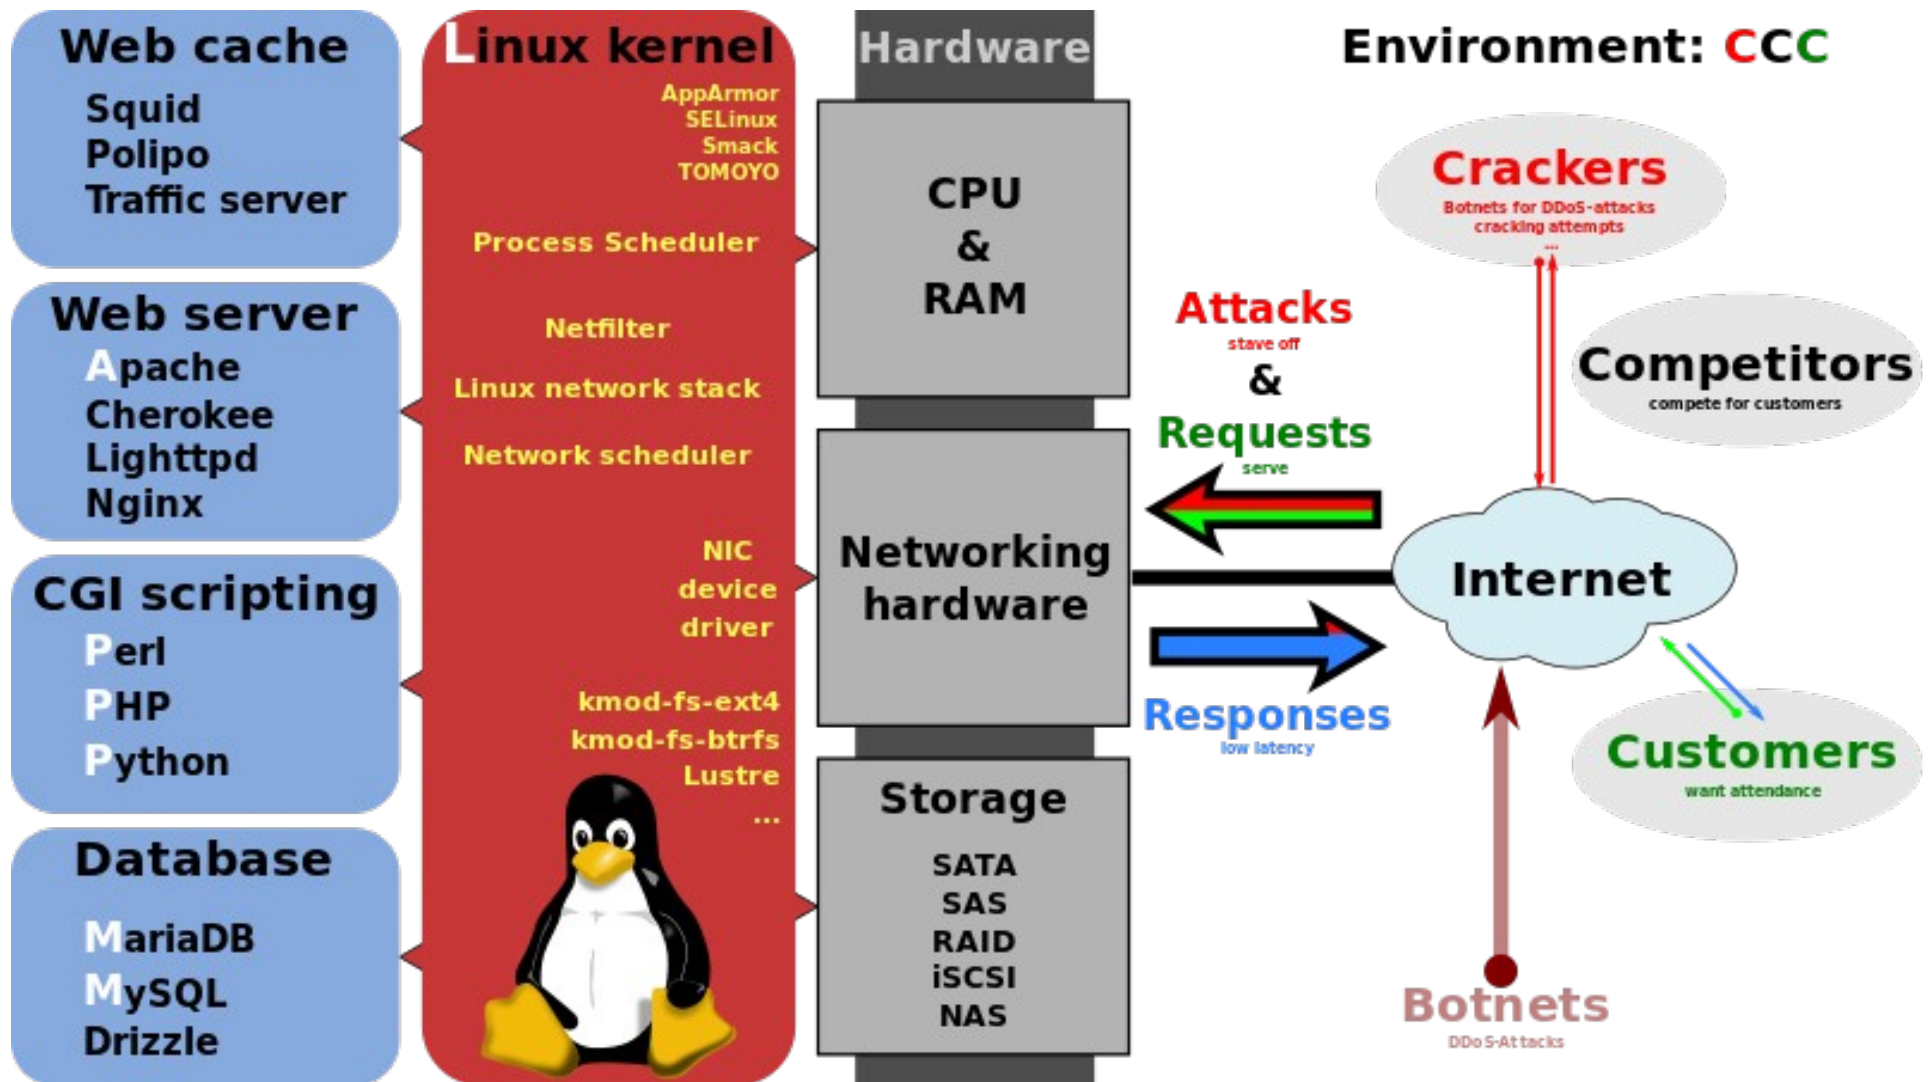 Web cache
Squid
Polipo
Traffic server
Web server
Apache
Cherokee
Lighttpd
Nginx
CGI scripting
Perl
PHP
Python
Database
MariaDB
MySQL
Drizzle
Linux kernel
AppArmor
SELinux
Smack
TOMOYO
Process Scheduler
Netfilter
Linux network stack
Network scheduler
NIC
device
driver
kmod-fs-ext4
kmod-fs-btrfs
Lustre
...
Hardware
CPU
&
RAM
Networking
hardware
Storage
SATA
SAS
RAID
iSCSI
NAS
Environment: CCC
Crackers
Botnets for DDoS-attacks
cracking attempts
...
Attacks
stave off
&
Requests
serve
Competitors
compete for customers
Internet
Responses
low latency
Customers
want attendance
Botnets
DDoS-Attacks